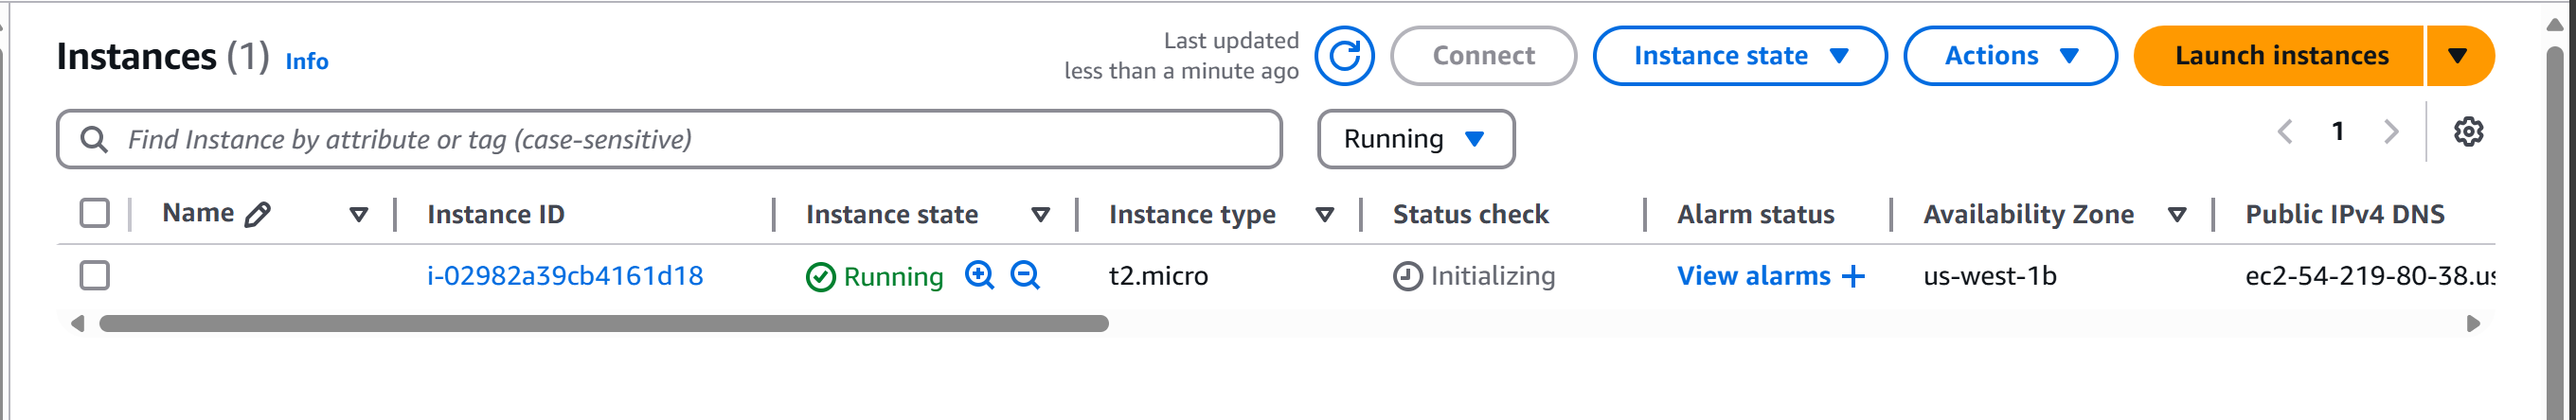 Instances (1) Info
Last updated
less than a minute ago
Connect
Instance state
Actions
Launch instances
Find Instance by attribute or tag (case-sensitive)
Running
1
Name Instance ID Instance state Instance type Status check Alarm status Availability Zone Public IPv4 DNS
i-02982a39cb4161d18 Running t2.micro Initializing View alarms + us-west-1b ec2-54-219-80-38.us